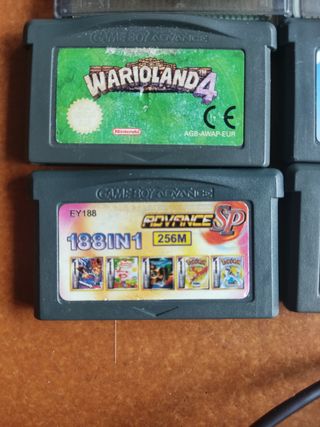 GAME BOY ADVANCE
WARIOLAND 4
Nintendo
CE
AGB-AWAP-EUR
GAME BOY ADVANCE
EY188
ADVANCE SP
188IN1
256M